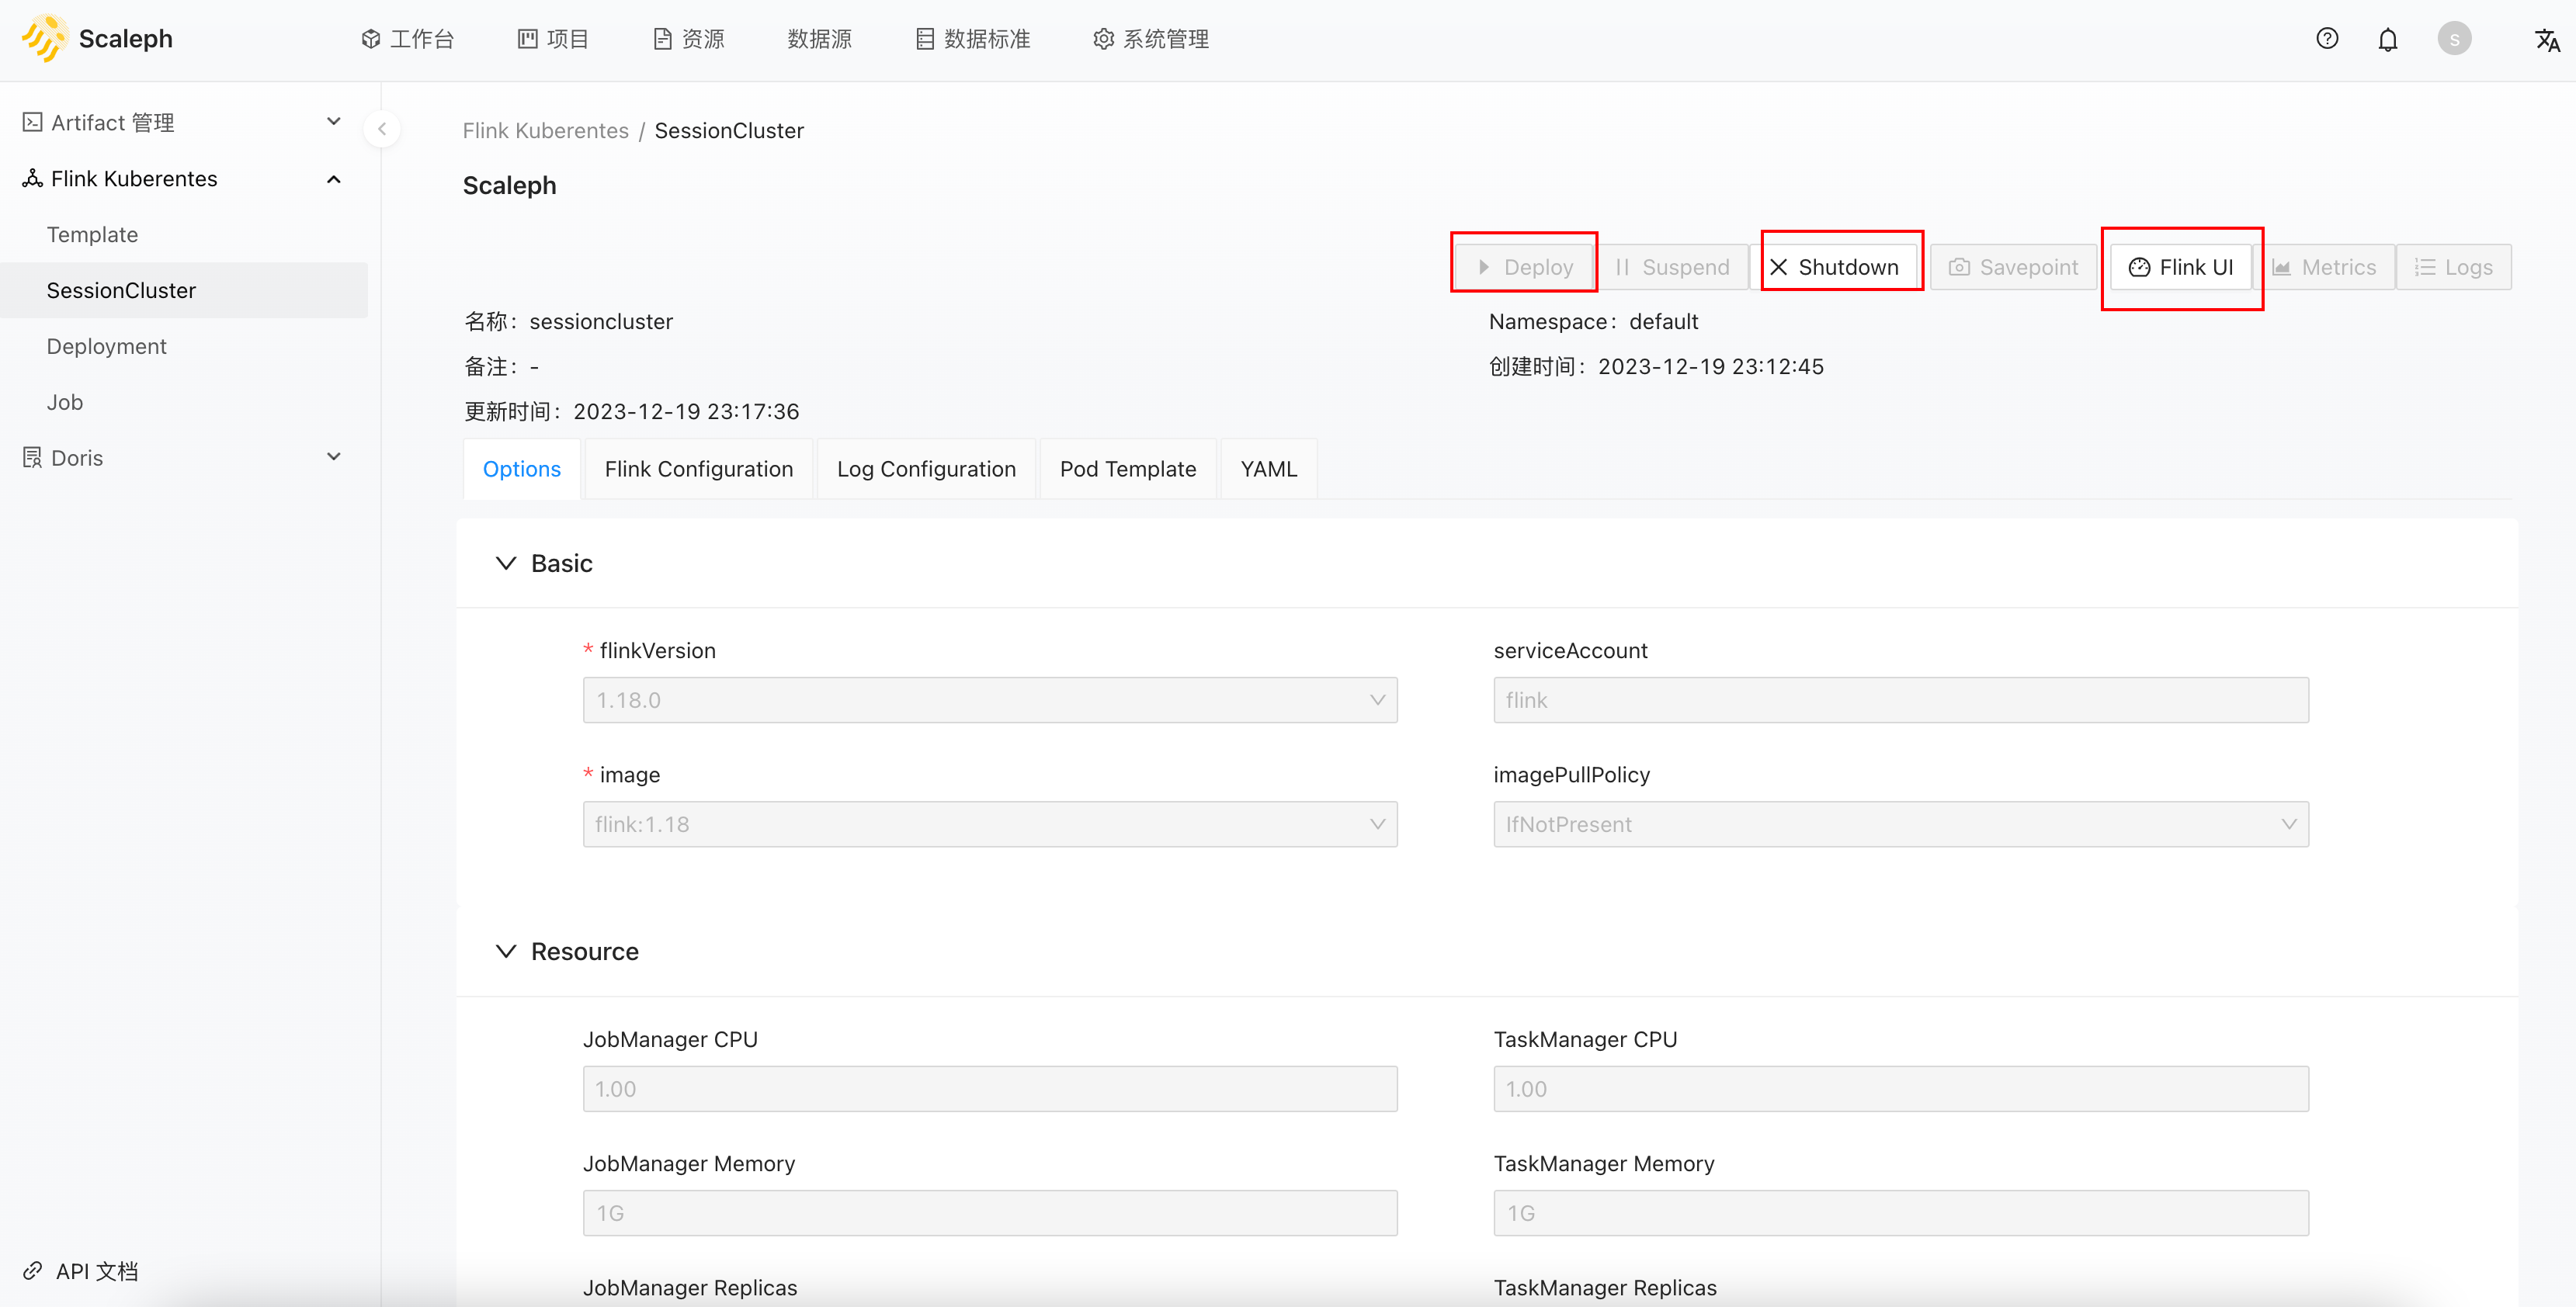 Scaleph
工作台
项目
资源
数据源
数据标准
系统管理
S
Artifact 管理
Flink Kuberentes
Template
SessionCluster
Deployment
Job
Doris
API 文档
Flink Kuberentes / SessionCluster
Scaleph
Deploy
Suspend
Shutdown
Savepoint
Flink UI
Metrics
Logs
名称: sessioncluster
Namespace: default
备注: -
创建时间: 2023-12-19 23:12:45
更新时间: 2023-12-19 23:17:36
Options
Flink Configuration
Log Configuration
Pod Template
YAML
Basic
* flinkVersion
serviceAccount
1.18.0
flink
* image
imagePullPolicy
flink:1.18
IfNotPresent
Resource
JobManager CPU
TaskManager CPU
1.00
1.00
JobManager Memory
TaskManager Memory
1G
1G
JobManager Replicas
TaskManager Replicas